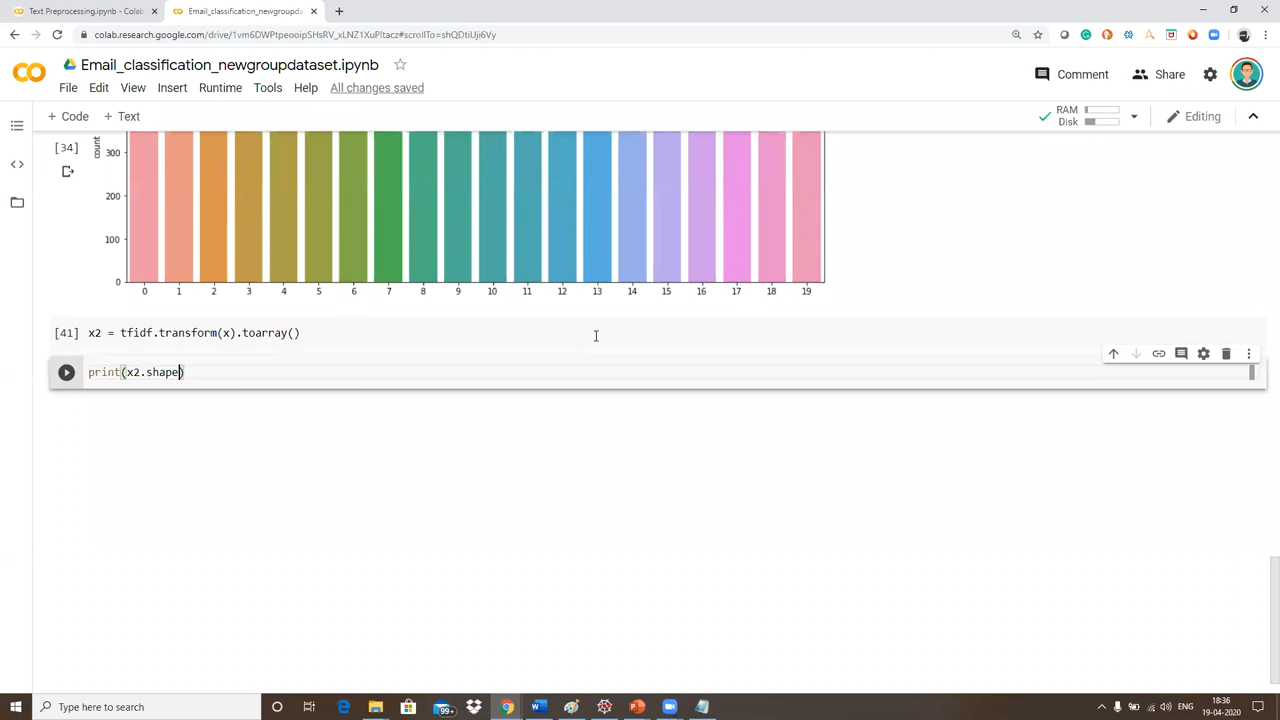 Text Preprocessing.ipynb - Colab
Email_classification_newgroupda
colab.research.google.com/drive/1vm6DWPtpeooipSHsRV_xLNZ1XuPltacz#scrollTo=shQDtiUji6Vy
Email_classification_newgroupdataset.ipynb
Comment
Share
File Edit View Insert Runtime Tools Help All changes saved
+ Code + Text
RAM
Disk
Editing
[34]
count
300
200
100
0
0 1 2 3 4 5 6 7 8 9 10 11 12 13 14 15 16 17 18 19
[41] x2 = tfidf.transform(x).toarray()
print(x2.shape)
Type here to search
99+
ENG
18:36
19-04-2020